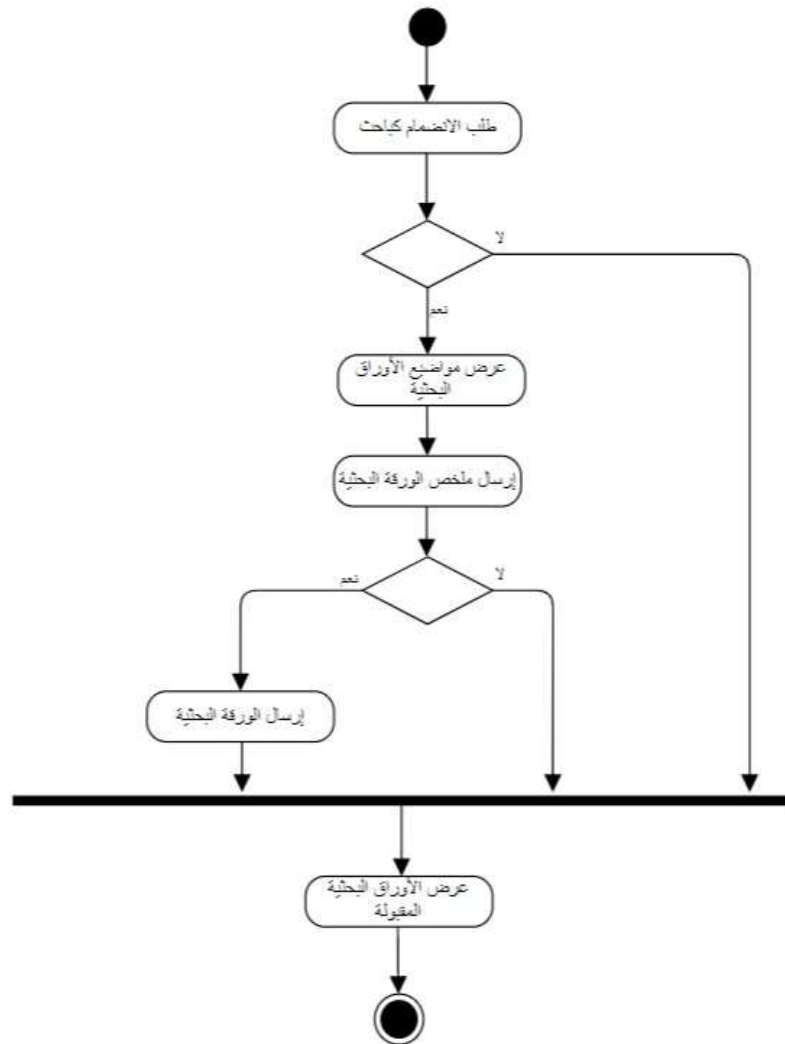 طلب الانضمام كباحث
لا
نعم
عرض مواضيع الأوراق
البحثية
إرسال ملخص الورقة البحثية
نعم
لا
إرسال الورقة البحثية
عرض الأوراق البحثية
المقبولة